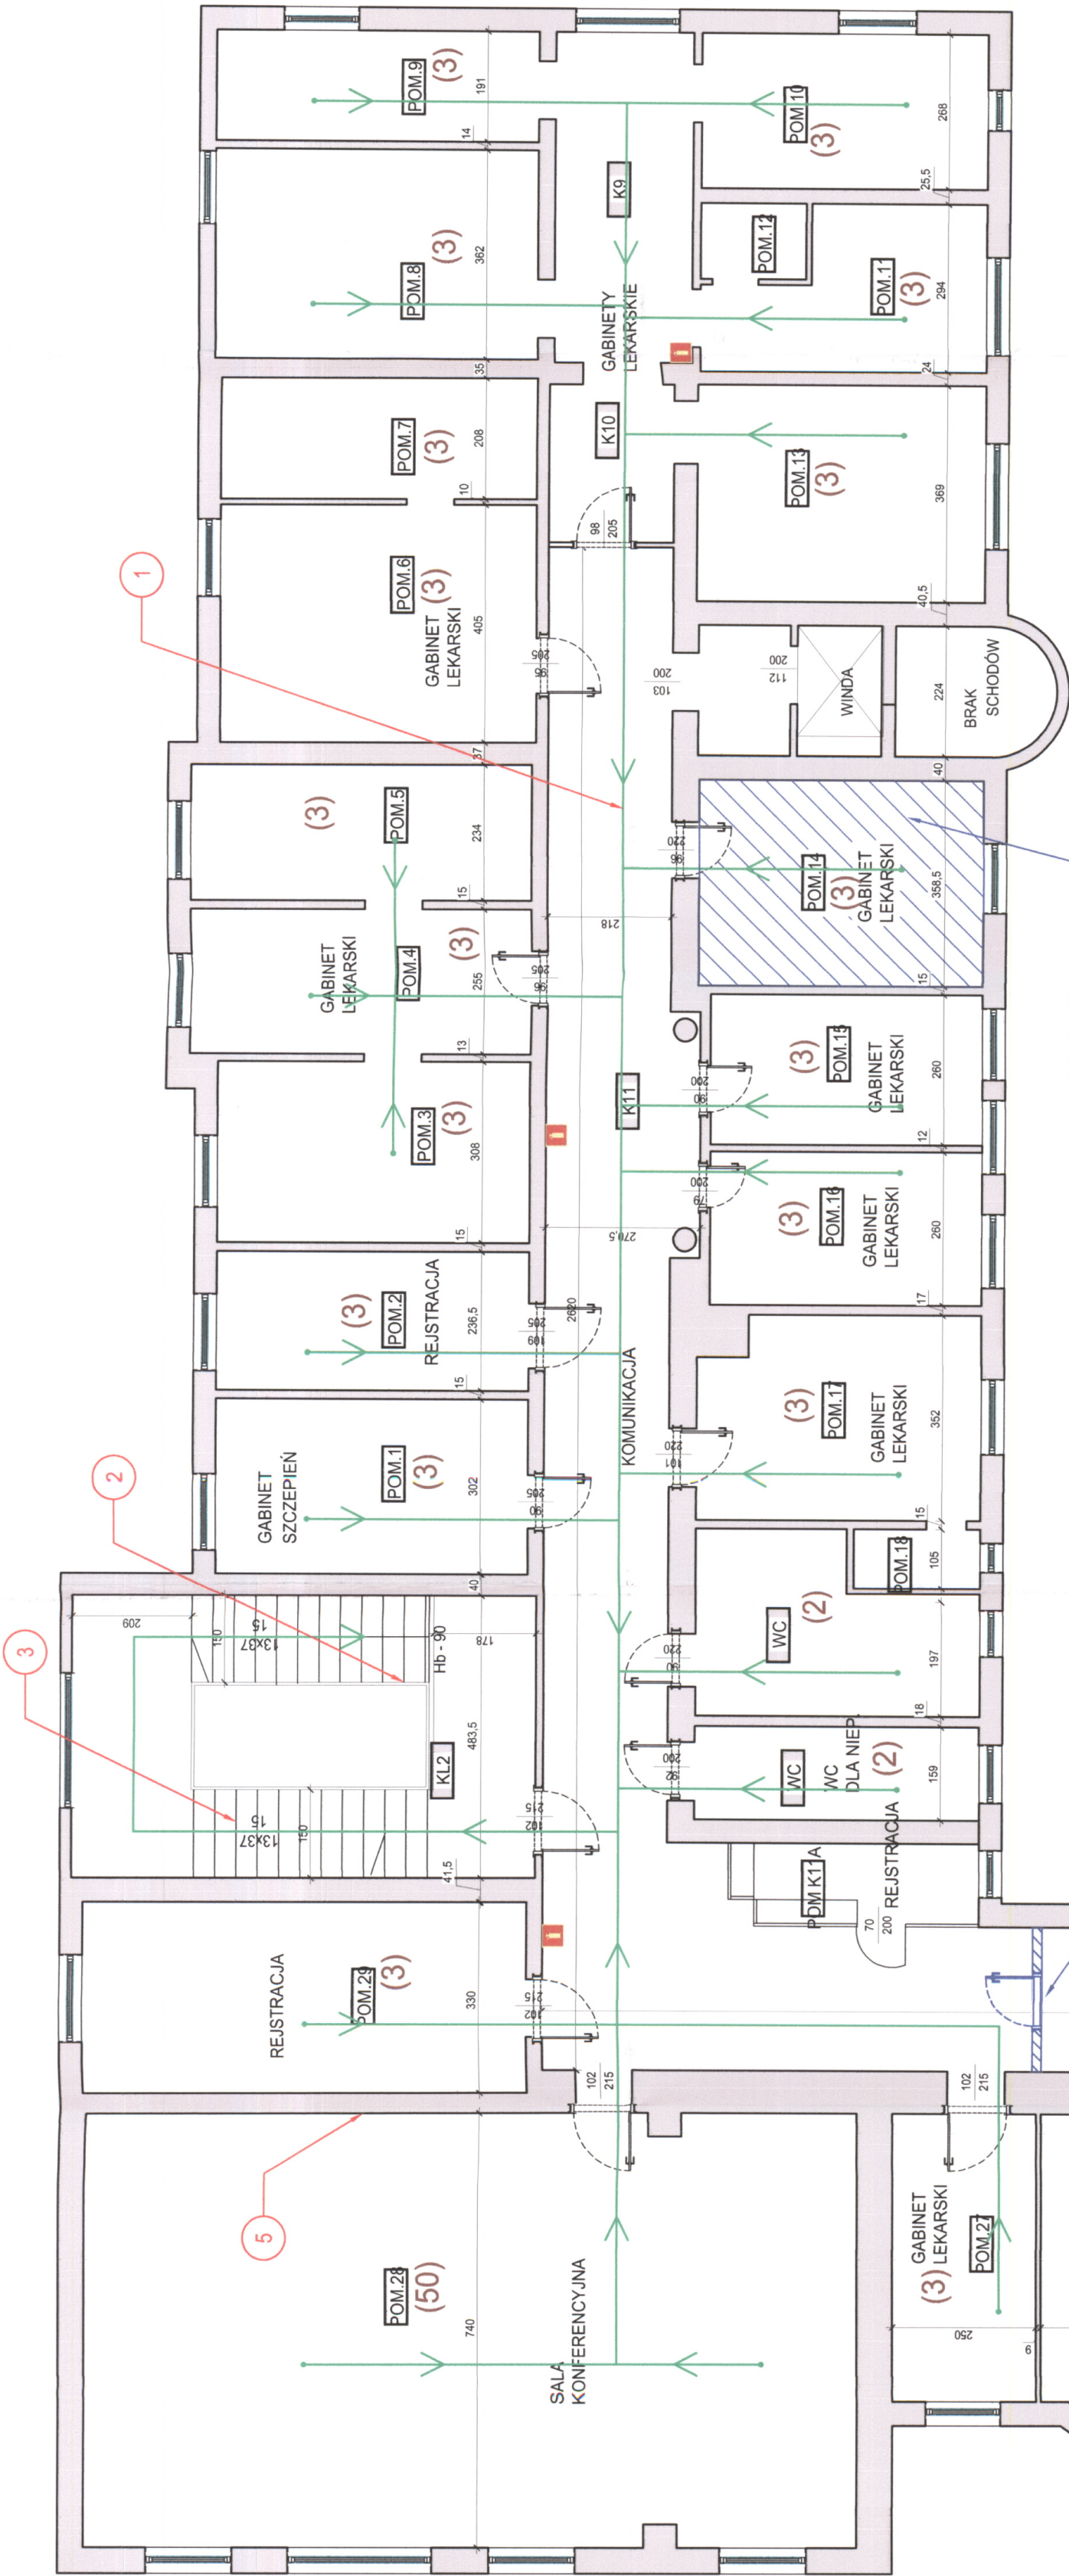 POM.9
(3)
191
14
POM.8
(3)
362
35
POM.7
(3)
208
10
POM.6
(3)
GABINET
LEKARSKI
405
37
POM.5
(3)
234
15
GABINET
LEKARSKI
POM.4
(3)
255
13
POM.3
(3)
308
15
POM.2
(3)
REJSTRACJA
236,5
15
GABINET
SZCZEPIEŃ
POM.1
(3)
302
40
1
2
3
5
209
150
15
13x37
Hb - 90
178
483,5
KL2
15
13x37
150
41,5
REJSTRACJA
POM.29
(3)
330
POM.28
(50)
740
SALA
KONFERENCYJNA
K9
GABINETY
LEKARSKIE
K10
98
205
205
95
200
103
200
112
WINDA
BRAK
SCHODÓW
224
40
218
205
96
220
96
K11
200
90
200
79
270,5
2620
205
109
KOMUNIKACJA
205
90
220
101
220
90
200
215
102
215
102
102
215
102
215
POM.10
(3)
268
25,5
POM.12
POM.11
(3)
294
24
POM.13
(3)
369
40,5
POM.14
(3)
GABINET
LEKARSKI
358,5
15
POM.15
(3)
GABINET
LEKARSKI
260
12
POM.16
(3)
GABINET
LEKARSKI
260
17
POM.17
(3)
GABINET
LEKARSKI
352
15
POM.18
105
WC
(2)
197
18
WC
WC
DLA NIEP.
(2)
159
POM K11A
REJSTRACJA
70
200
GABINET
LEKARSKI
(3)
POM.27
250
9